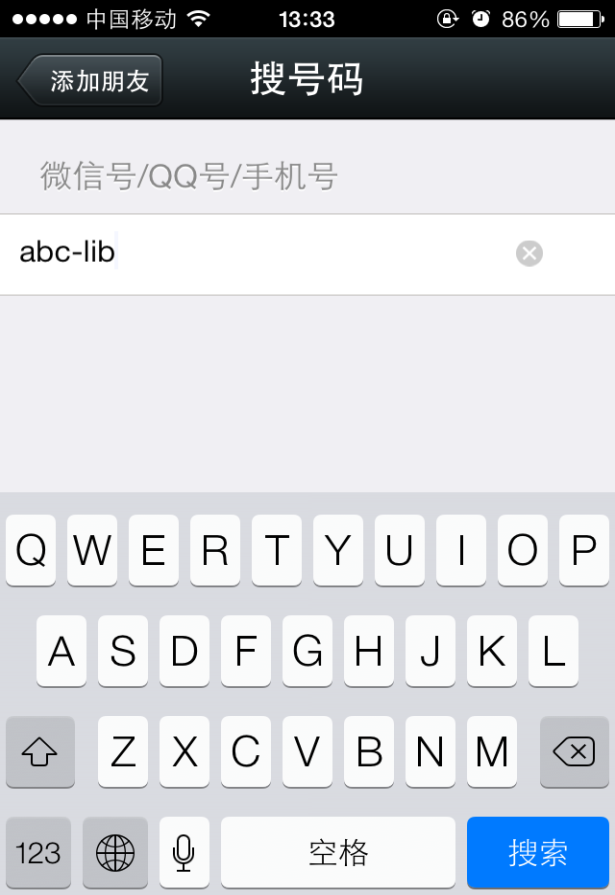 中国移动 13:33 86%
添加朋友 搜号码
微信号/QQ号/手机号
abc-lib
Q W E R T Y U I O P
A S D F G H J K L
Z X C V B N M
123 空格 搜索